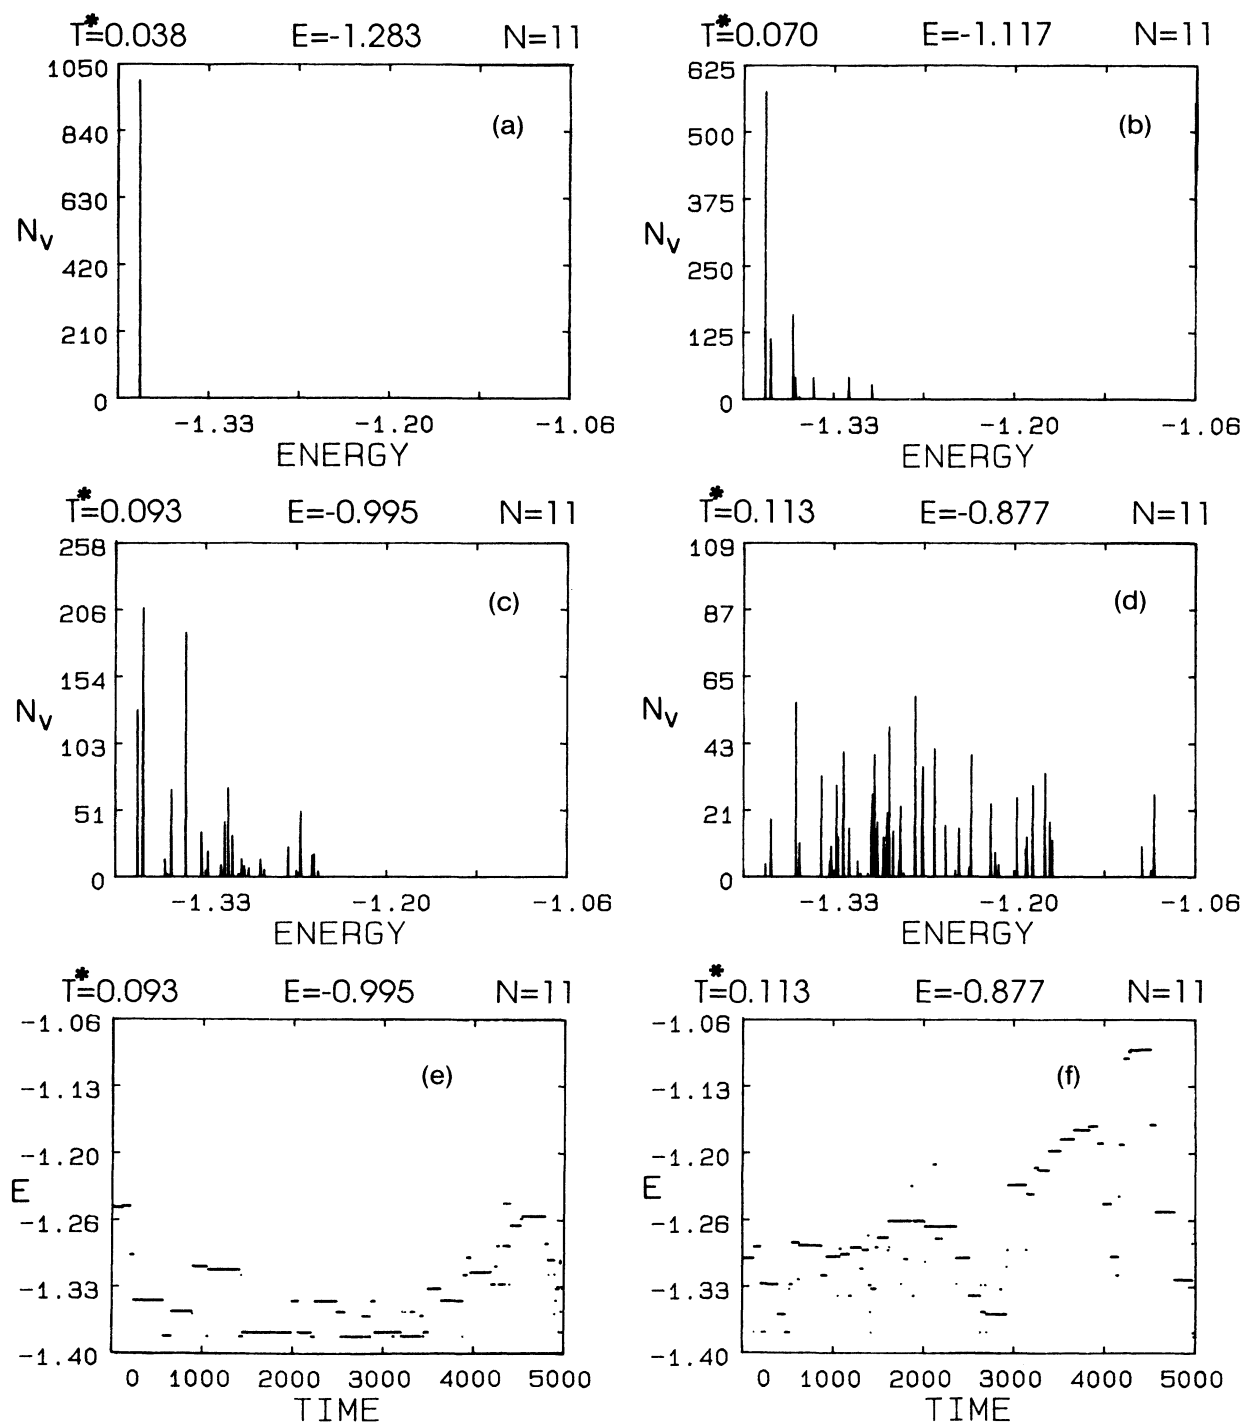 T*=0.038 E=-1.283 N=11
1050
840
630
420
210
0
N_V
(a)
-1.33 -1.20 -1.06
ENERGY
T*=0.070 E=-1.117 N=11
625
500
375
250
125
0
N_V
(b)
-1.33 -1.20 -1.06
ENERGY
T*=0.093 E=-0.995 N=11
258
206
154
103
51
0
N_V
(c)
-1.33 -1.20 -1.06
ENERGY
T*=0.113 E=-0.877 N=11
109
87
65
43
21
0
N_V
(d)
-1.33 -1.20 -1.06
ENERGY
T*=0.093 E=-0.995 N=11
-1.06
-1.13
-1.20
-1.26
-1.33
-1.40
E
(e)
0 1000 2000 3000 4000 5000
TIME
T*=0.113 E=-0.877 N=11
-1.06
-1.13
-1.20
-1.26
-1.33
-1.40
E
(f)
0 1000 2000 3000 4000 5000
TIME